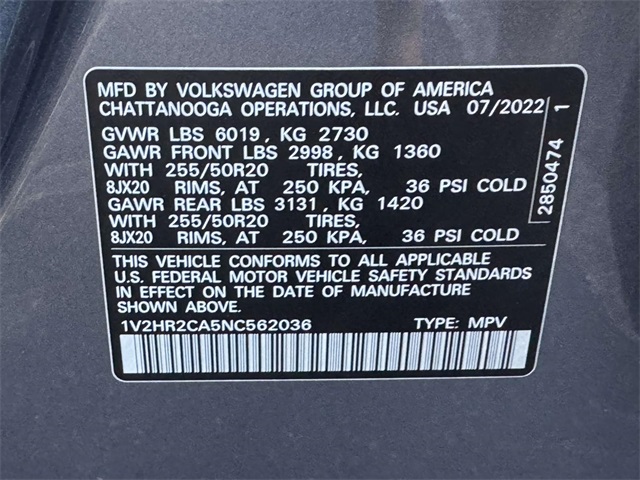 MFD BY VOLKSWAGEN GROUP OF AMERICA
CHATTANOOGA OPERATIONS, LLC. USA 07/2022
GVWR LBS 6019, KG 2730
GAWR FRONT LBS 2998, KG 1360
WITH 255/50R20 TIRES,
8JX20 RIMS, AT 250 KPA, 36 PSI COLD
GAWR REAR LBS 3131, KG 1420
WITH 255/50R20 TIRES,
8JX20 RIMS, AT 250 KPA, 36 PSI COLD
THIS VEHICLE CONFORMS TO ALL APPLICABLE
U.S. FEDERAL MOTOR VEHICLE SAFETY STANDARDS
IN EFFECT ON THE DATE OF MANUFACTURE
SHOWN ABOVE.
1V2HR2CA5NC562036 TYPE: MPV
2850474 1